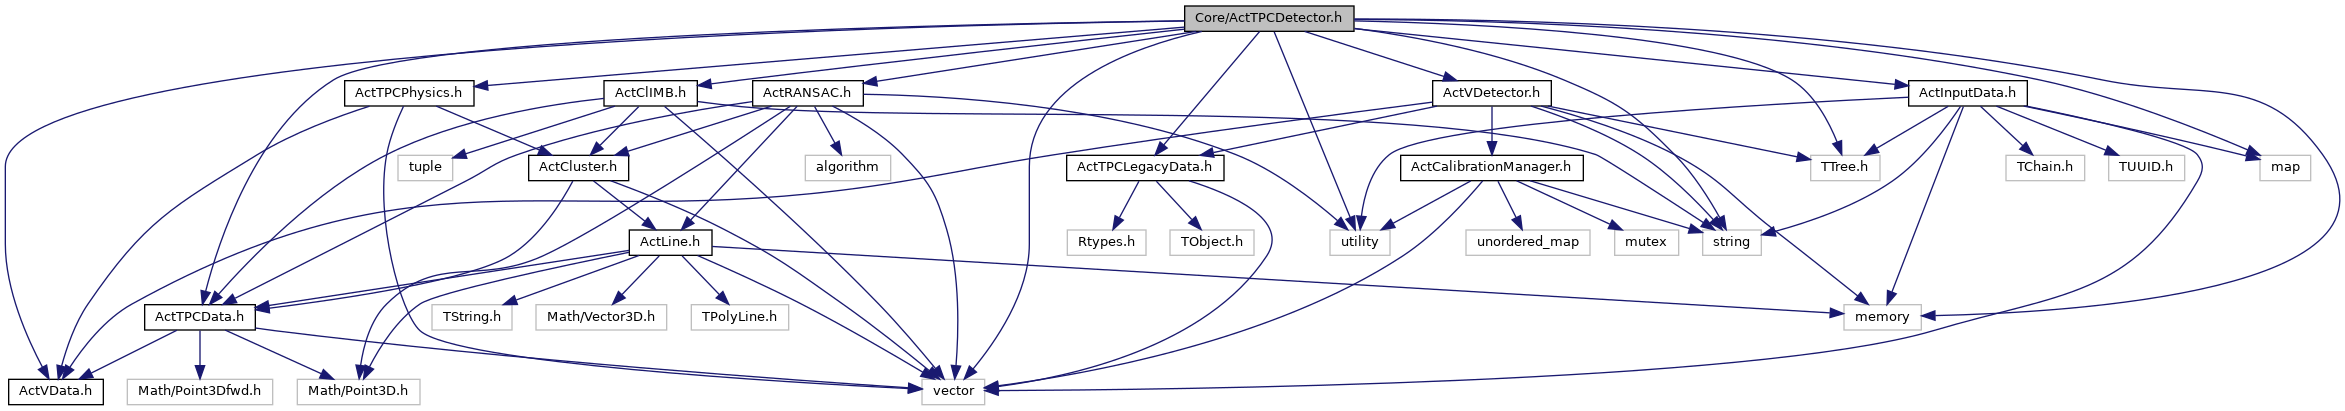 Core/ActTPCDetector.h
ActTPCPhysics.h
ActClIMB.h
ActRANSAC.h
ActVDetector.h
ActInputData.h
tuple
ActCluster.h
algorithm
ActTPCLegacyData.h
ActCalibrationManager.h
TTree.h
TChain.h
TUUID.h
map
ActLine.h
Rtypes.h
TObject.h
utility
unordered_map
mutex
string
ActTPCData.h
TString.h
Math/Vector3D.h
TPolyLine.h
memory
ActVData.h
Math/Point3Dfwd.h
Math/Point3D.h
vector